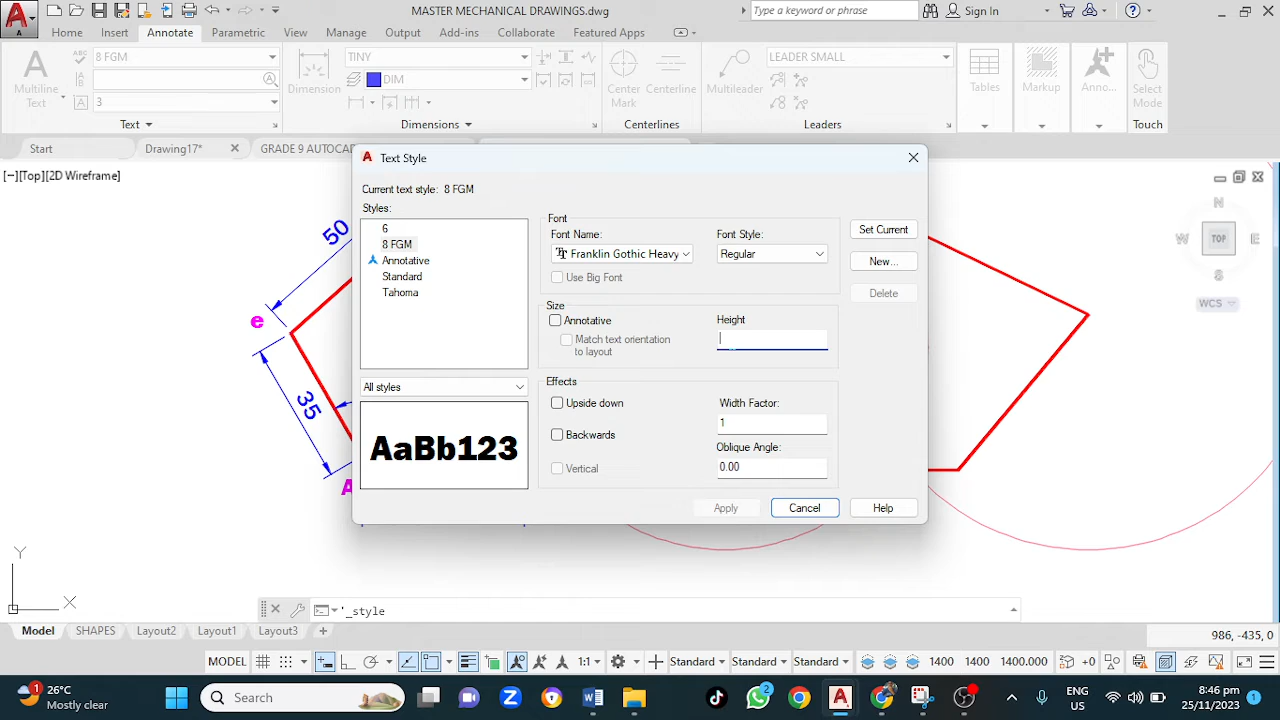 MASTER MECHANICAL DRAWINGS.dwg
Type a keyword or phrase
Sign In
Home Insert Annotate Parametric View Manage Output Add-ins Collaborate Featured Apps
8 FGM
TINY
LEADER SMALL
DIM
3
Multiline
Text
Dimension
Center
Mark
Centerline
Multileader
Tables
Markup
Anno...
Select
Mode
Text
Dimensions
Centerlines
Leaders
Touch
Start
Drawing17*
GRADE 9 AUTOCA
[−][Top][2D Wireframe]
Text Style
Current text style: 8 FGM
Styles:
6
8 FGM
Annotative
Standard
Tahoma
All styles
AaBb123
Font
Font Name:
Franklin Gothic Heavy
Font Style:
Regular
Use Big Font
Size
Annotative
Match text orientation
to layout
Height
Effects
Upside down
Backwards
Vertical
Width Factor:
1
Oblique Angle:
0.00
Set Current
New...
Delete
Apply
Cancel
Help
50
e
35
A
N
W
TOP
E
S
WCS
Y
X
'_style
Model SHAPES Layout2 Layout1 Layout3 +
986, -435, 0
MODEL
1:1
Standard Standard Standard
1400 1400 1400 200
+0
26°C
Mostly clear
1
Search
2
ENG
US
8:46 pm
25/11/2023
1